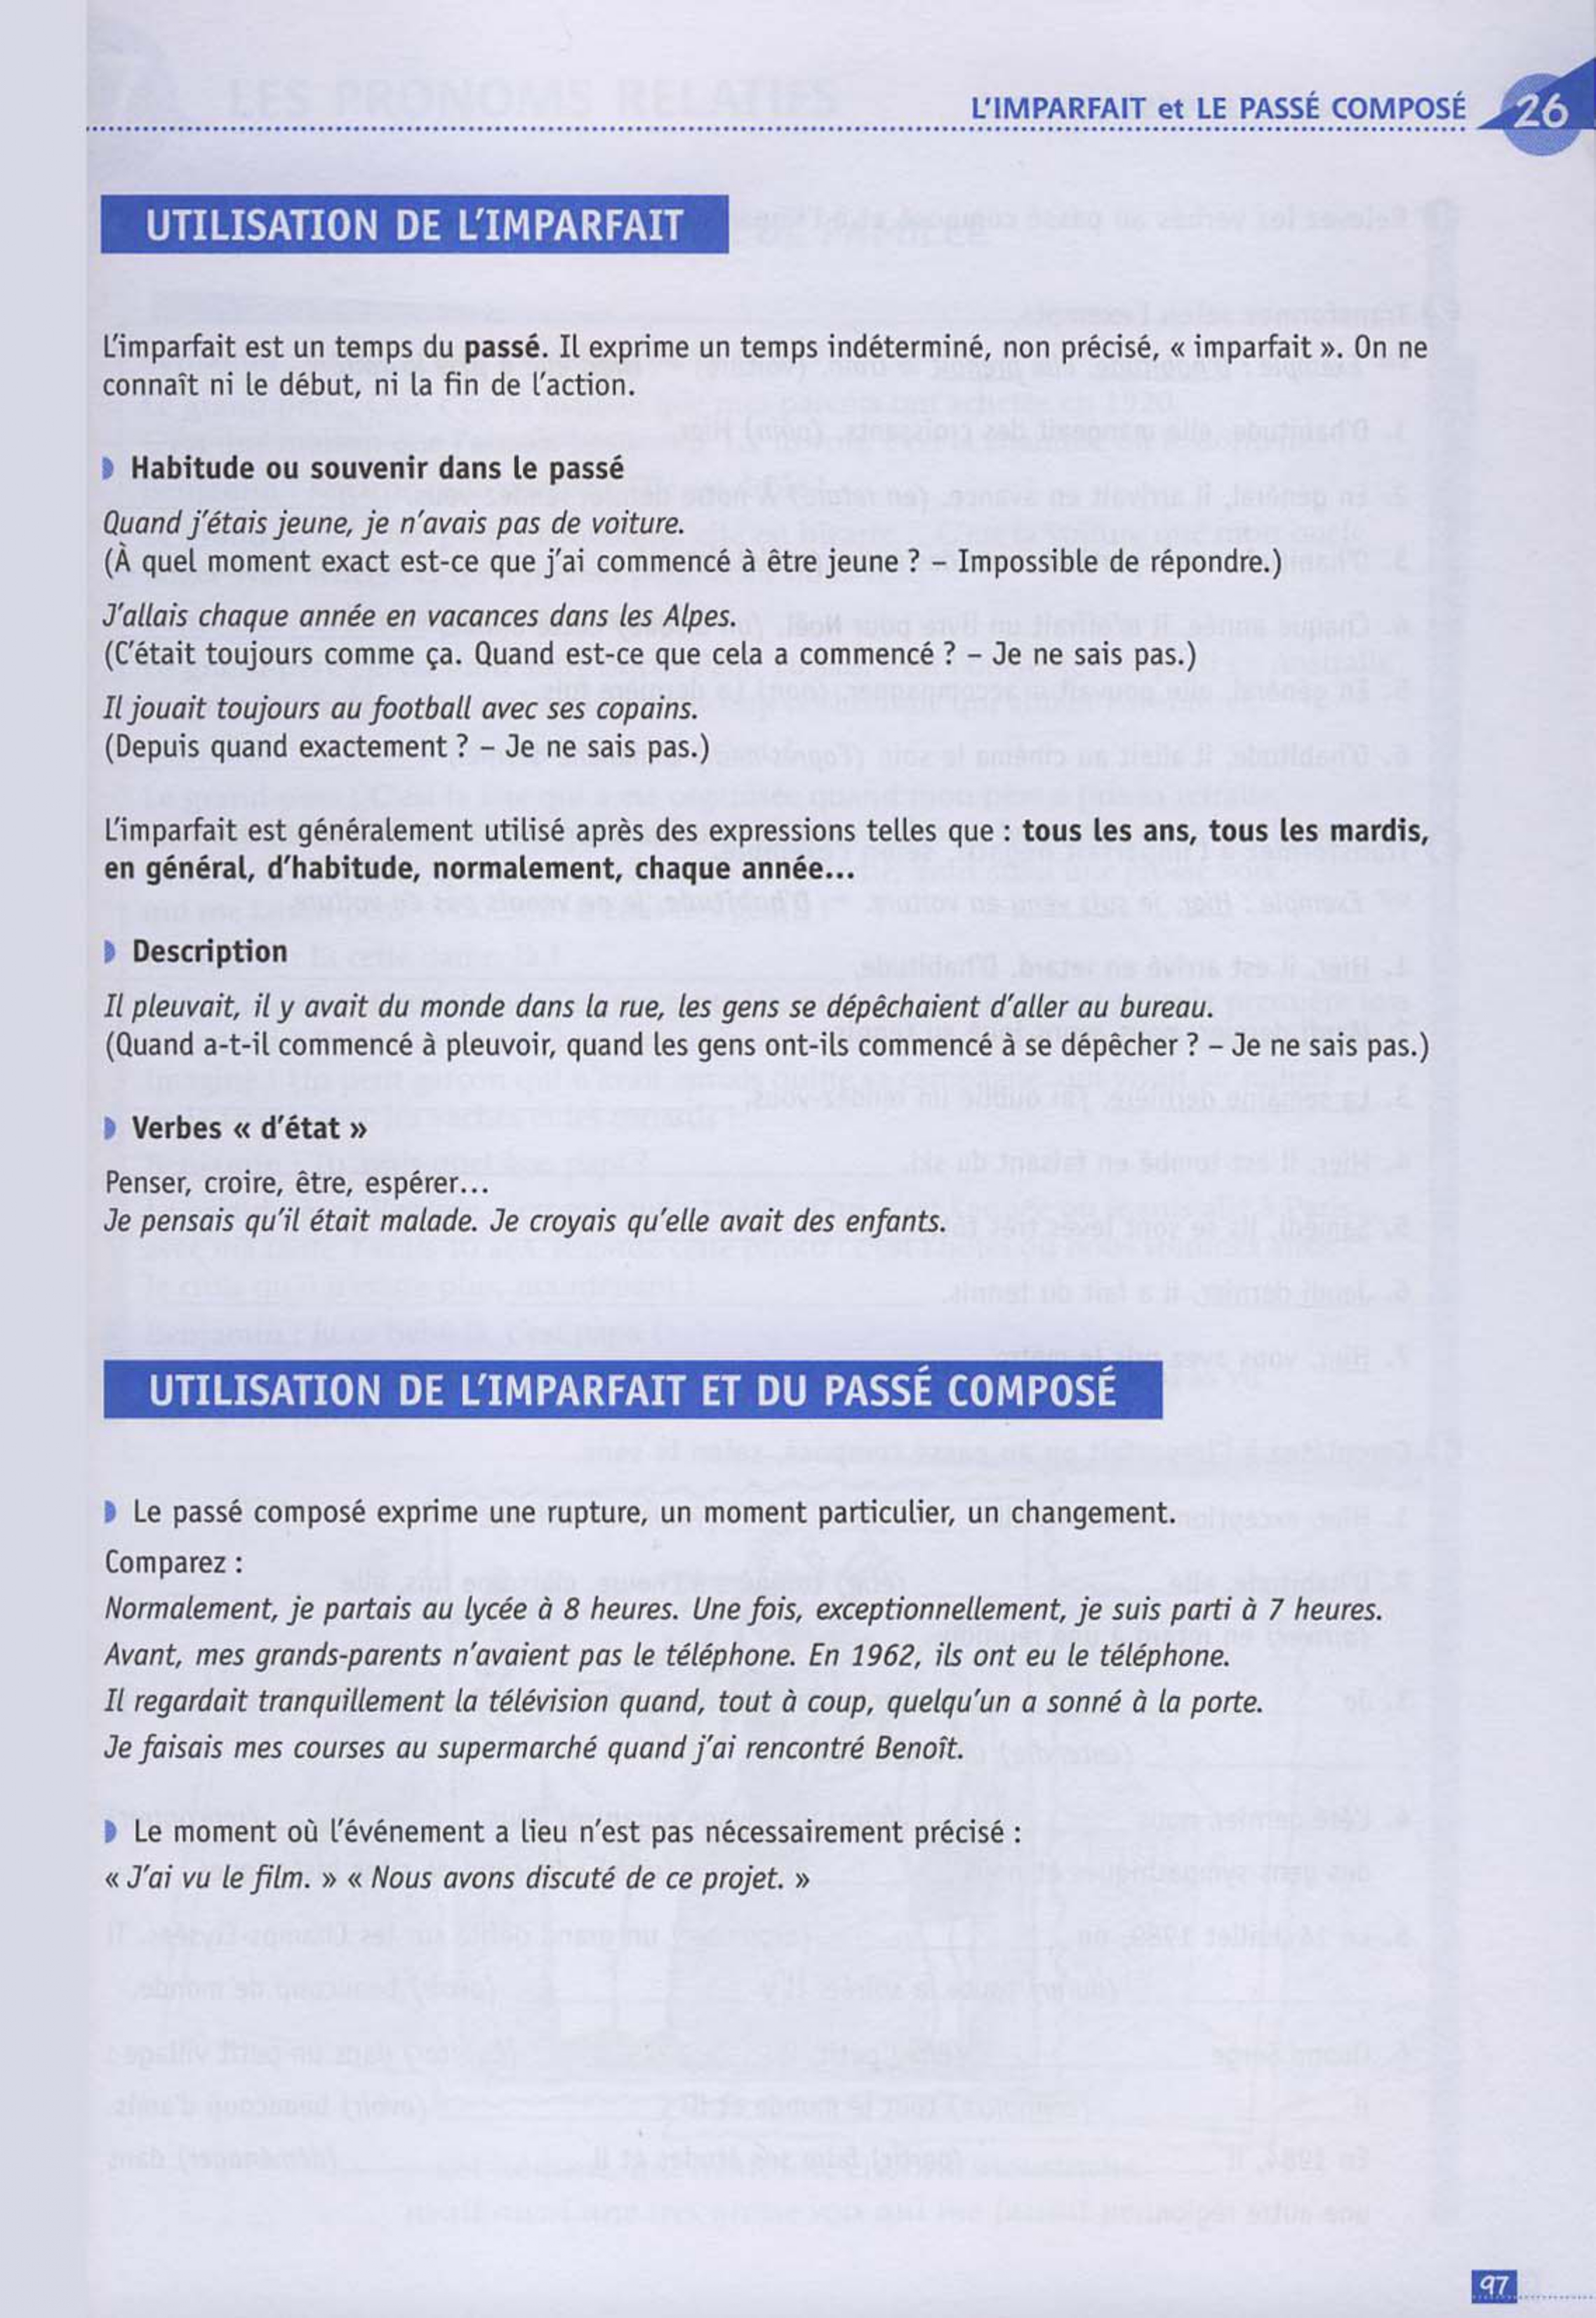 L'IMPARFAIT et LE PASSÉ COMPOSÉ 26
UTILISATION DE L'IMPARFAIT
L'imparfait est un temps du passé. Il exprime un temps indéterminé, non précisé, « imparfait ». On ne
connaît ni le début, ni la fin de l'action.
Habitude ou souvenir dans le passé
Quand j'étais jeune, je n'avais pas de voiture.
(À quel moment exact est-ce que j'ai commencé à être jeune ? – Impossible de répondre.)
J'allais chaque année en vacances dans les Alpes.
(C'était toujours comme ça. Quand est-ce que cela a commencé ? – Je ne sais pas.)
Il jouait toujours au football avec ses copains.
(Depuis quand exactement ? – Je ne sais pas.)
L'imparfait est généralement utilisé après des expressions telles que : tous les ans, tous les mardis,
en général, d'habitude, normalement, chaque année...
Description
Il pleuvait, il y avait du monde dans la rue, les gens se dépêchaient d'aller au bureau.
(Quand a-t-il commencé à pleuvoir, quand les gens ont-ils commencé à se dépêcher ? – Je ne sais pas.)
Verbes « d'état »
Penser, croire, être, espérer...
Je pensais qu'il était malade. Je croyais qu'elle avait des enfants.
UTILISATION DE L'IMPARFAIT ET DU PASSÉ COMPOSÉ
Le passé composé exprime une rupture, un moment particulier, un changement.
Comparez :
Normalement, je partais au lycée à 8 heures. Une fois, exceptionnellement, je suis parti à 7 heures.
Avant, mes grands-parents n'avaient pas le téléphone. En 1962, ils ont eu le téléphone.
Il regardait tranquillement la télévision quand, tout à coup, quelqu'un a sonné à la porte.
Je faisais mes courses au supermarché quand j'ai rencontré Benoît.
Le moment où l'événement a lieu n'est pas nécessairement précisé :
« J'ai vu le film. » « Nous avons discuté de ce projet. »
97